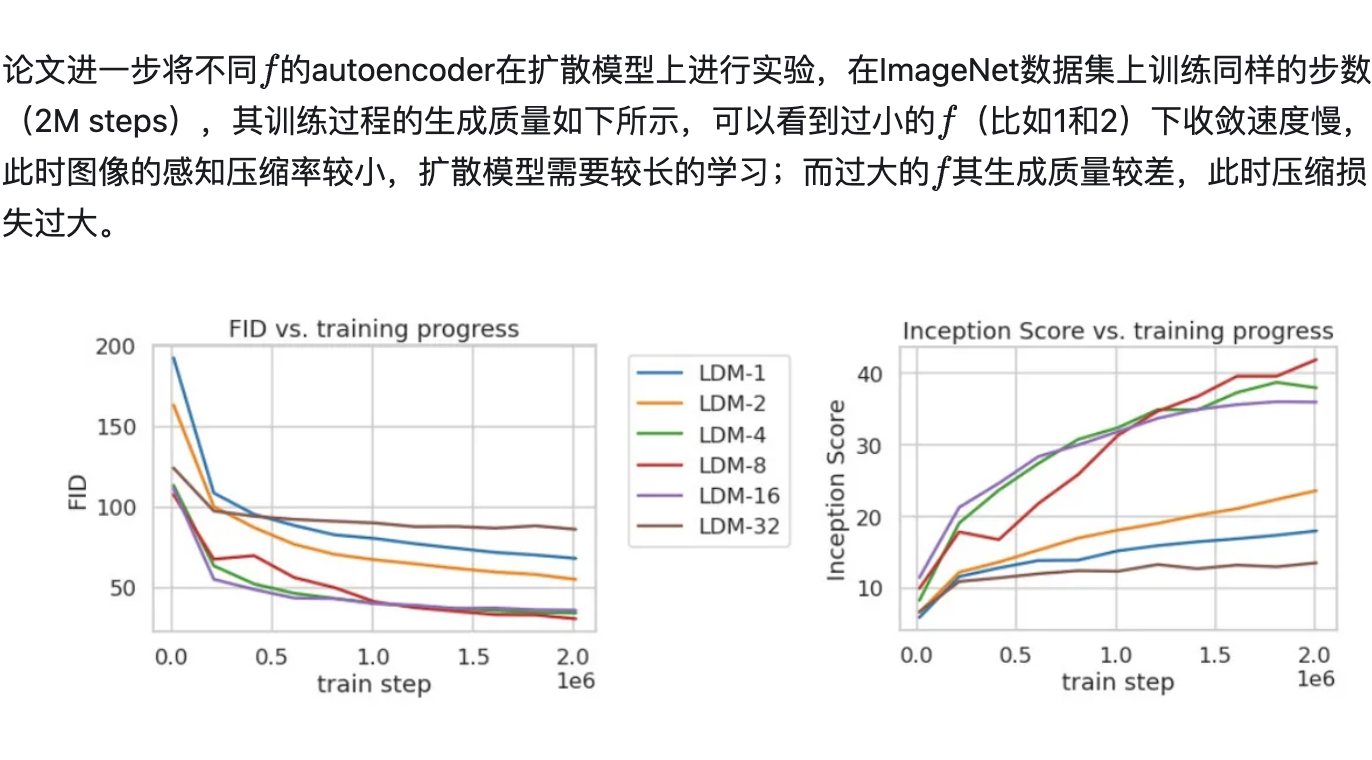 论文进一步将不同f的autoencoder在扩散模型上进行实验，在ImageNet数据集上训练同样的步数
（2M steps），其训练过程的生成质量如下所示，可以看到过小的f（比如1和2）下收敛速度慢，
此时图像的感知压缩率较小，扩散模型需要较长的学习；而过大的f其生成质量较差，此时压缩损
失过大。
FID vs. training progress
200
150
100
50
FID
0.0 0.5 1.0 1.5 2.0
1e6
train step
LDM-1
LDM-2
LDM-4
LDM-8
LDM-16
LDM-32
Inception Score vs. training progress
40
30
20
10
Inception Score
0.0 0.5 1.0 1.5 2.0
1e6
train step